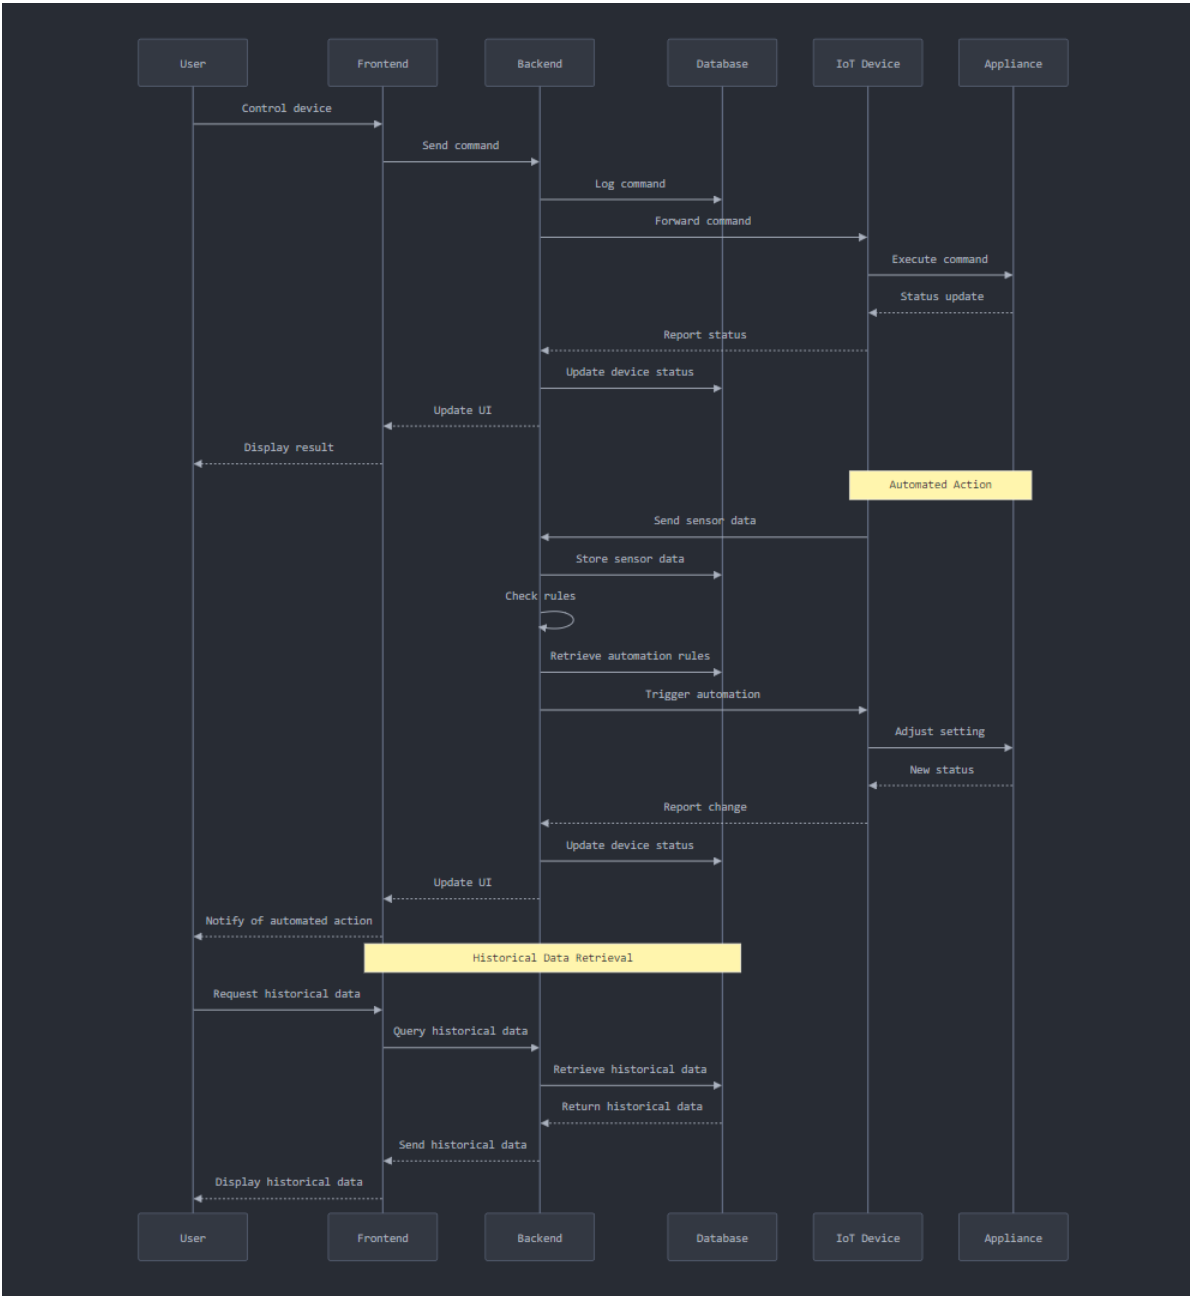 User
Frontend
Backend
Database
IoT Device
Appliance
Control device
Send command
Log command
Forward command
Execute command
Status update
Report status
Update device status
Update UI
Display result
Automated Action
Send sensor data
Store sensor data
Check rules
Retrieve automation rules
Trigger automation
Adjust setting
New status
Report change
Update device status
Update UI
Notify of automated action
Historical Data Retrieval
Request historical data
Query historical data
Retrieve historical data
Return historical data
Send historical data
Display historical data
User
Frontend
Backend
Database
IoT Device
Appliance